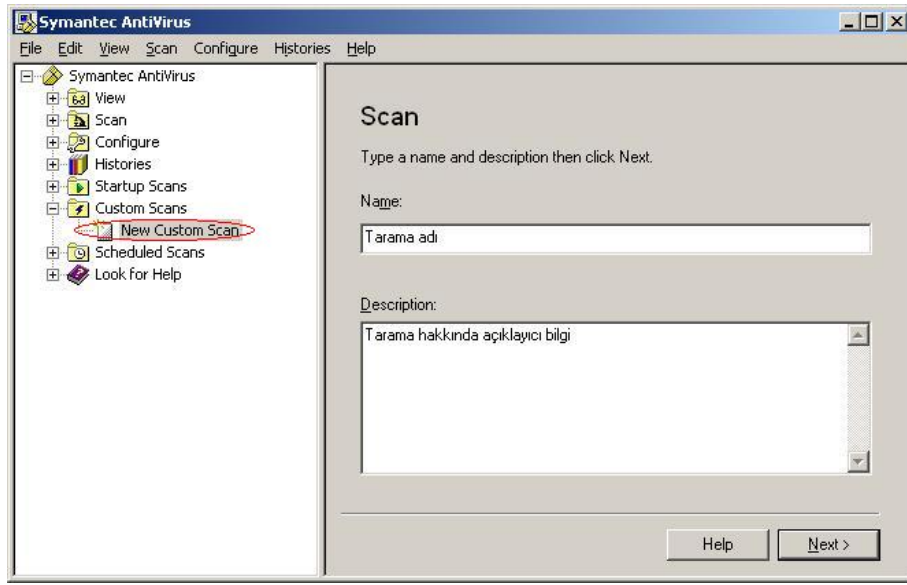 Symantec AntiVirus
File Edit View Scan Configure Histories Help
Symantec AntiVirus
View
Scan
Configure
Histories
Startup Scans
Custom Scans
New Custom Scan
Scheduled Scans
Look for Help
Scan
Type a name and description then click Next.
Name:
Tarama adı
Description:
Tarama hakkında açıklayıcı bilgi
Help
Next >